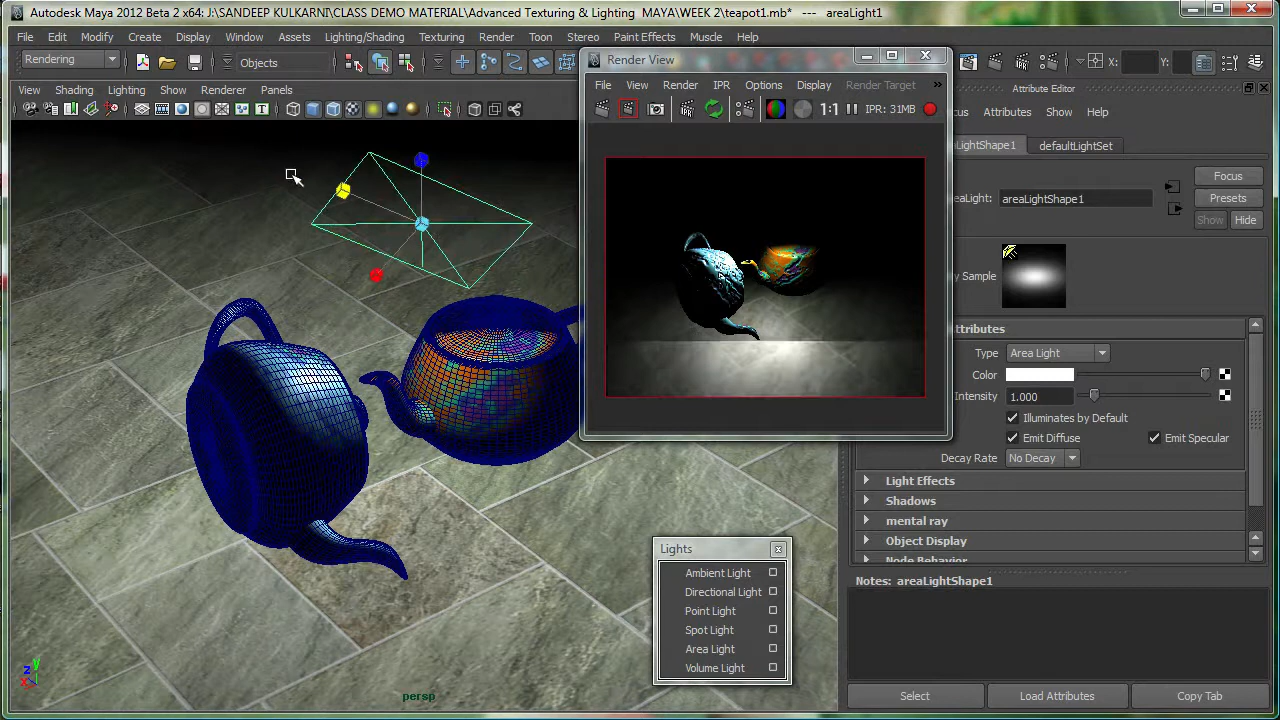 Autodesk Maya 2012 Beta 2 x64: J:\SANDEEP KULKARNI\CLASS DEMO MATERIAL\Advanced Texturing & Lighting  MAYA\WEEK 2\teapot1.mb*   ---   areaLight1
File Edit Modify Create Display Window Assets Lighting/Shading Texturing Render Toon Stereo Paint Effects Muscle Help
Rendering Objects X: Y:
View Shading Lighting Show Renderer Panels
Render View
File View Render IPR Options Display Render Target »
1:1 IPR: 31MB
Attribute Editor
cus Attributes Show Help
eaLightShape1 defaultLightSet
eaLight: areaLightShape1
Focus
Presets
Show Hide
y Sample
Attributes
Type Area Light
Color
Intensity 1.000
Illuminates by Default
Emit Diffuse Emit Specular
Decay Rate No Decay
Light Effects
Shadows
mental ray
Object Display
Node Behavior
Notes: areaLightShape1
Select Load Attributes Copy Tab
Lights
Ambient Light
Directional Light
Point Light
Spot Light
Area Light
Volume Light
persp
z y x